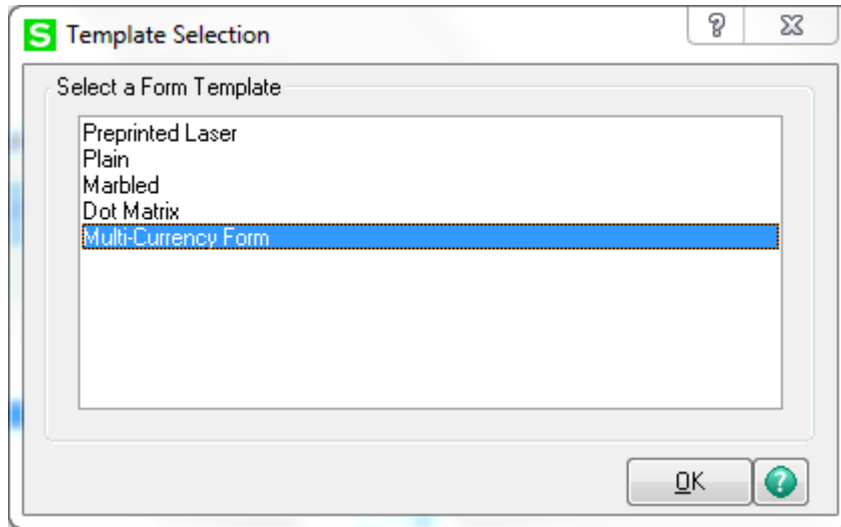 S Template Selection
Select a Form Template
Preprinted Laser
Plain
Marbled
Dot Matrix
Multi-Currency Form
OK